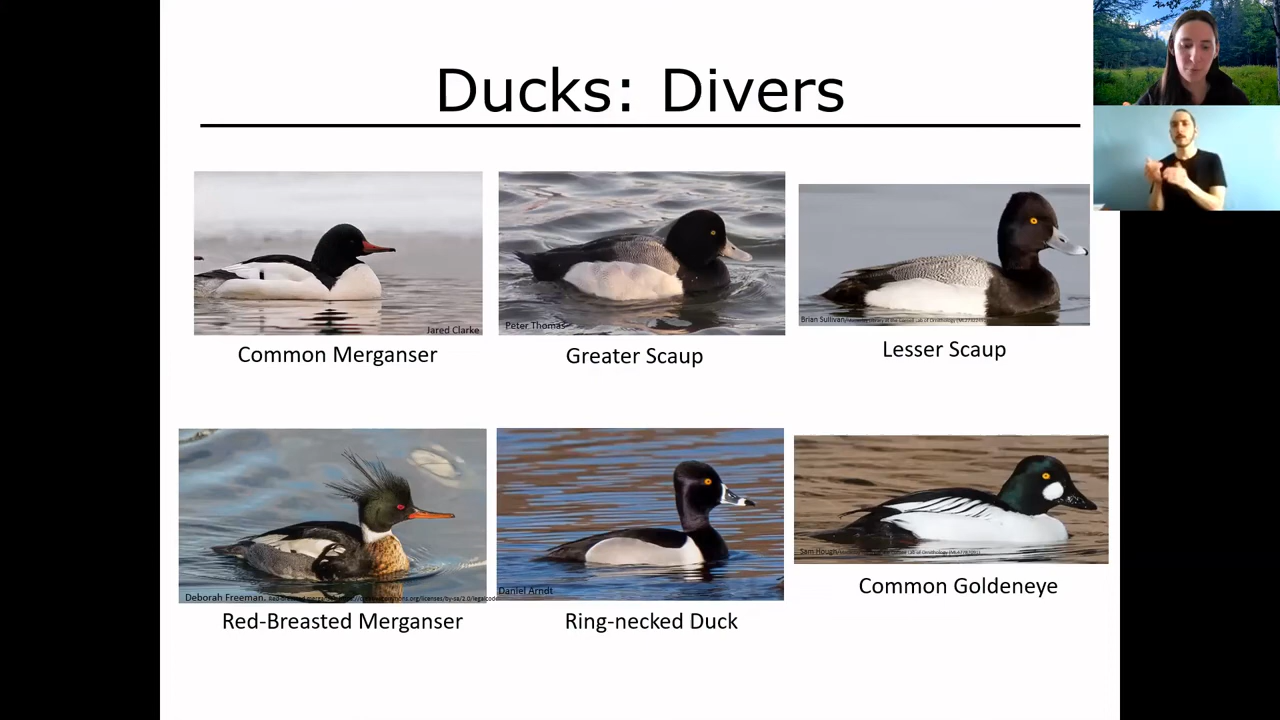 Ducks: Divers
Jared Clarke
Peter Thomas
Brian Sullivan/
Common Merganser
Greater Scaup
Lesser Scaup
Deborah Freeman.
Daniel Arndt
Sam Hough/
Red-Breasted Merganser
Ring-necked Duck
Common Goldeneye